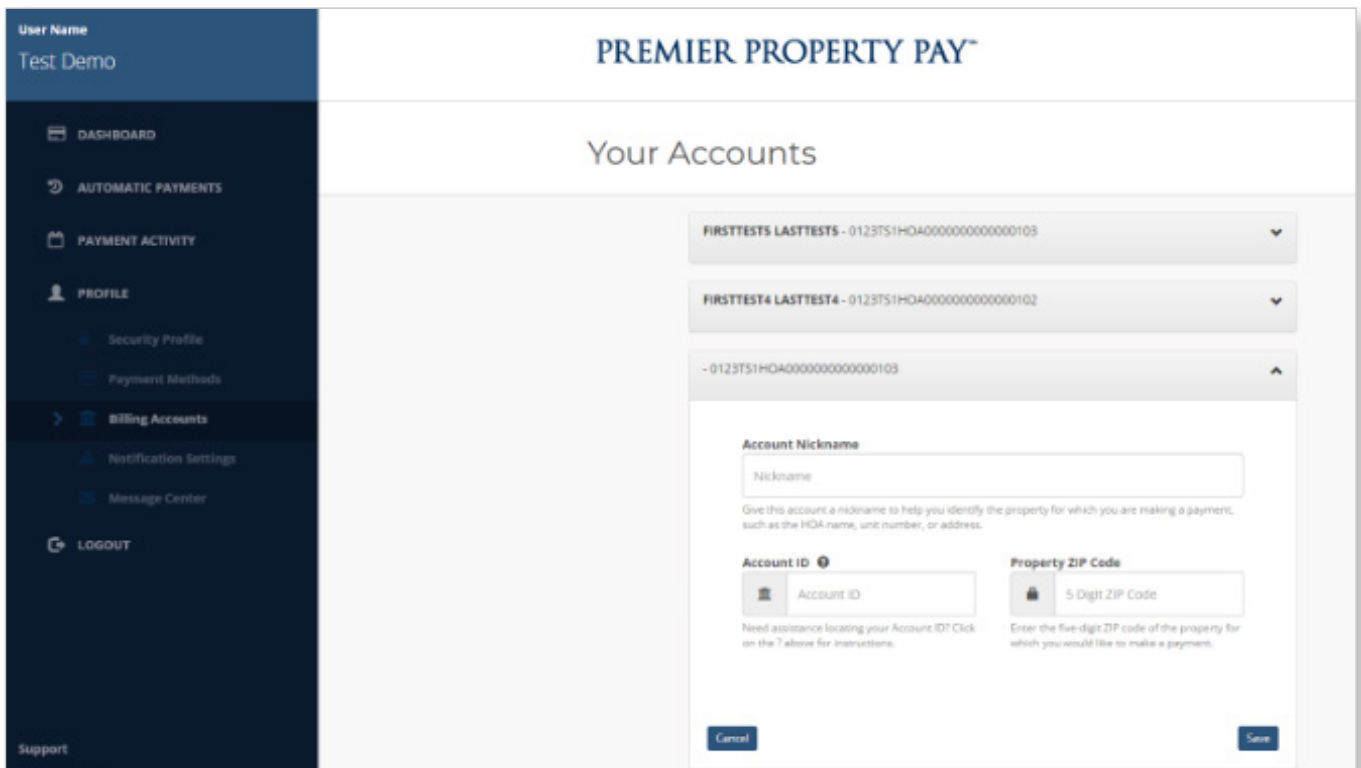 User Name
Test Demo
PREMIER PROPERTY PAY™
DASHBOARD
AUTOMATIC PAYMENTS
PAYMENT ACTIVITY
PROFILE
Security Profile
Payment Methods
Billing Accounts
Notification Settings
Message Center
LOGOUT
Support
Your Accounts
FIRSTTEST5 LASTTEST5 - 0123TS1HOA0000000000000103
FIRSTTEST4 LASTTEST4 - 0123TS1HOA0000000000000102
- 0123TS1HOA0000000000000103
Account Nickname
Nickname
Give this account a nickname to help you identify the property for which you are making a payment,
such as the HOA name, unit number, or address.
Account ID ?
Account ID
Need assistance locating your Account ID? Click
on the ? above for instructions.
Property ZIP Code
5 Digit ZIP Code
Enter the five-digit ZIP code of the property for
which you would like to make a payment.
Cancel
Save